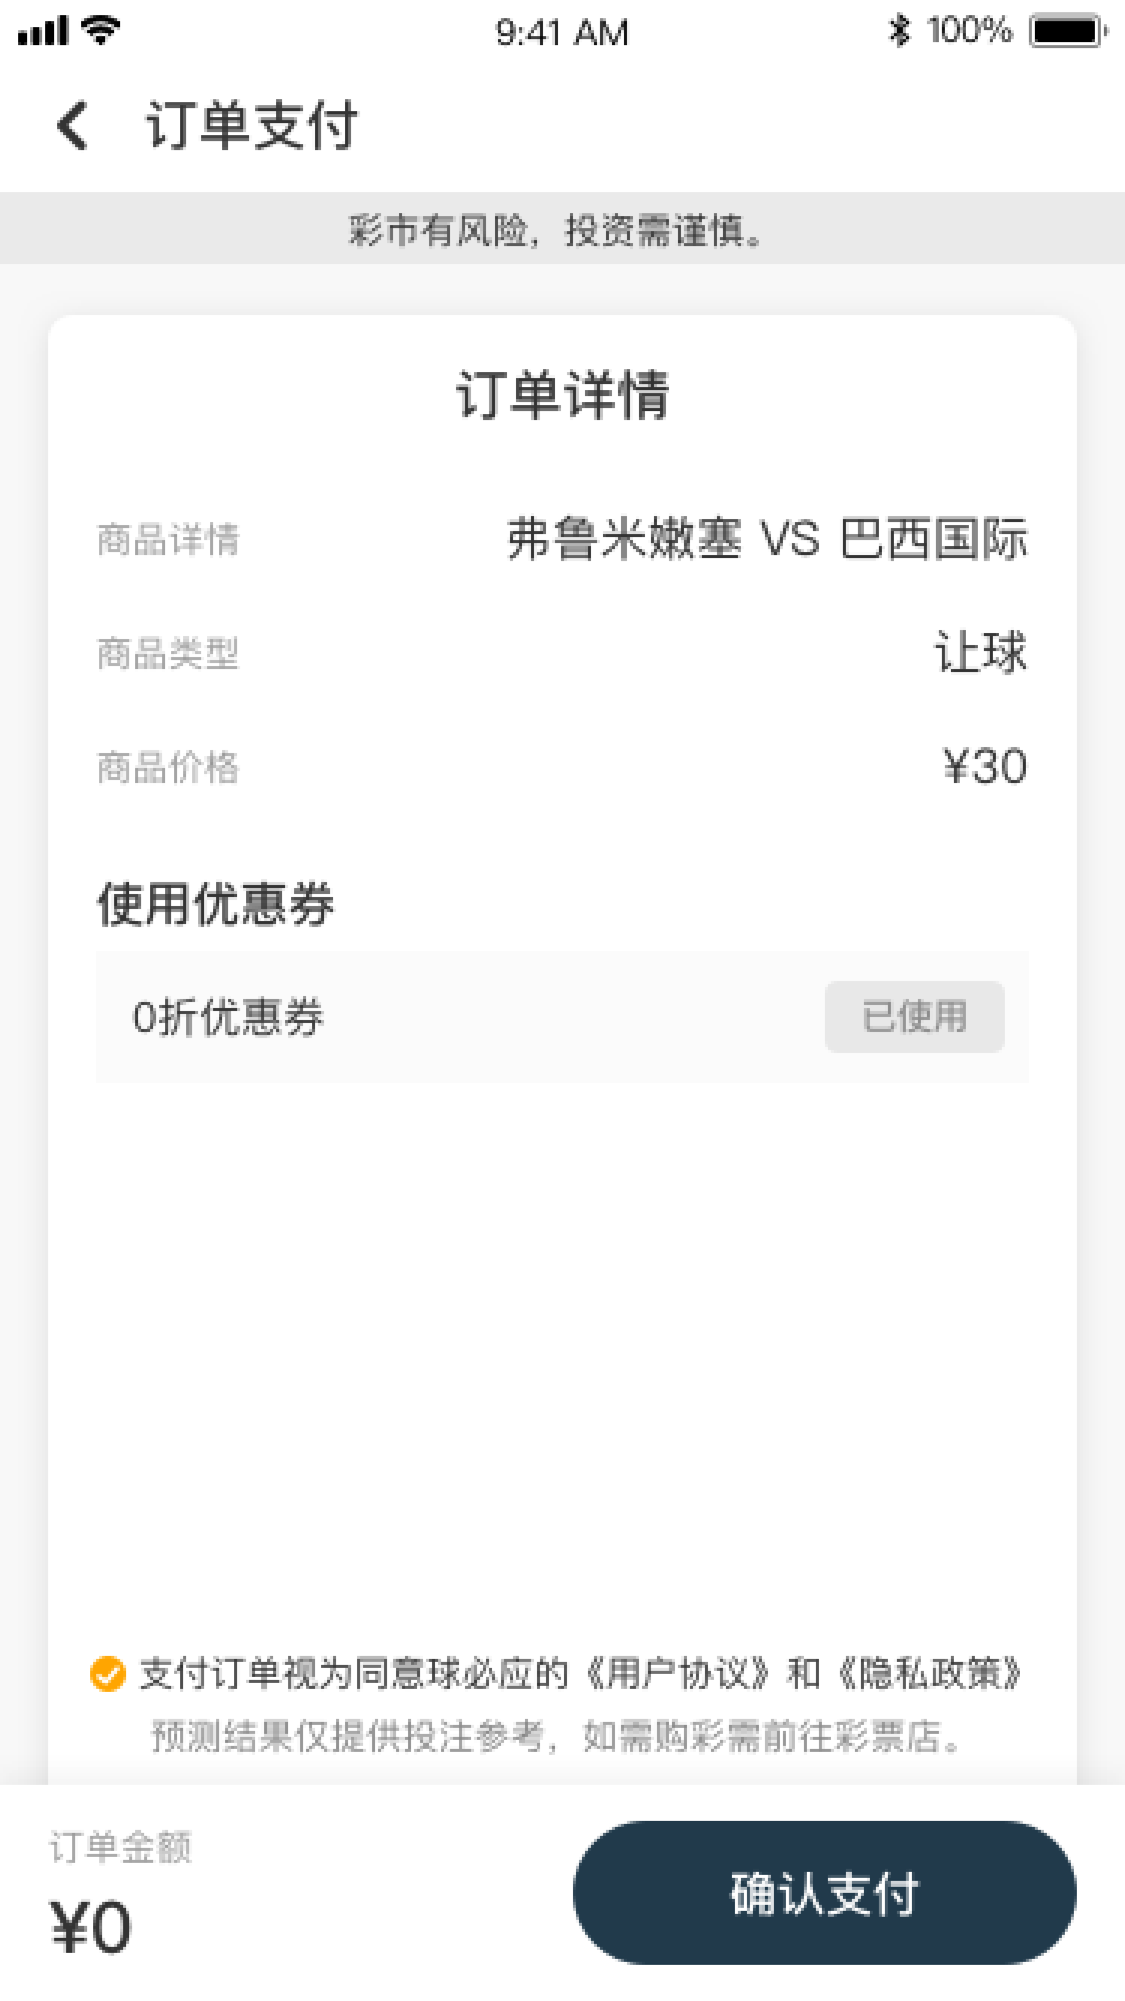 9:41 AM
100%
订单支付
彩市有风险，投资需谨慎。
订单详情
商品详情 弗鲁米嫩塞 VS 巴西国际
商品类型 让球
商品价格 ¥30
使用优惠券
0折优惠券 已使用
支付订单视为同意球必应的《用户协议》和《隐私政策》
预测结果仅提供投注参考，如需购彩需前往彩票店。
订单金额
¥0
确认支付